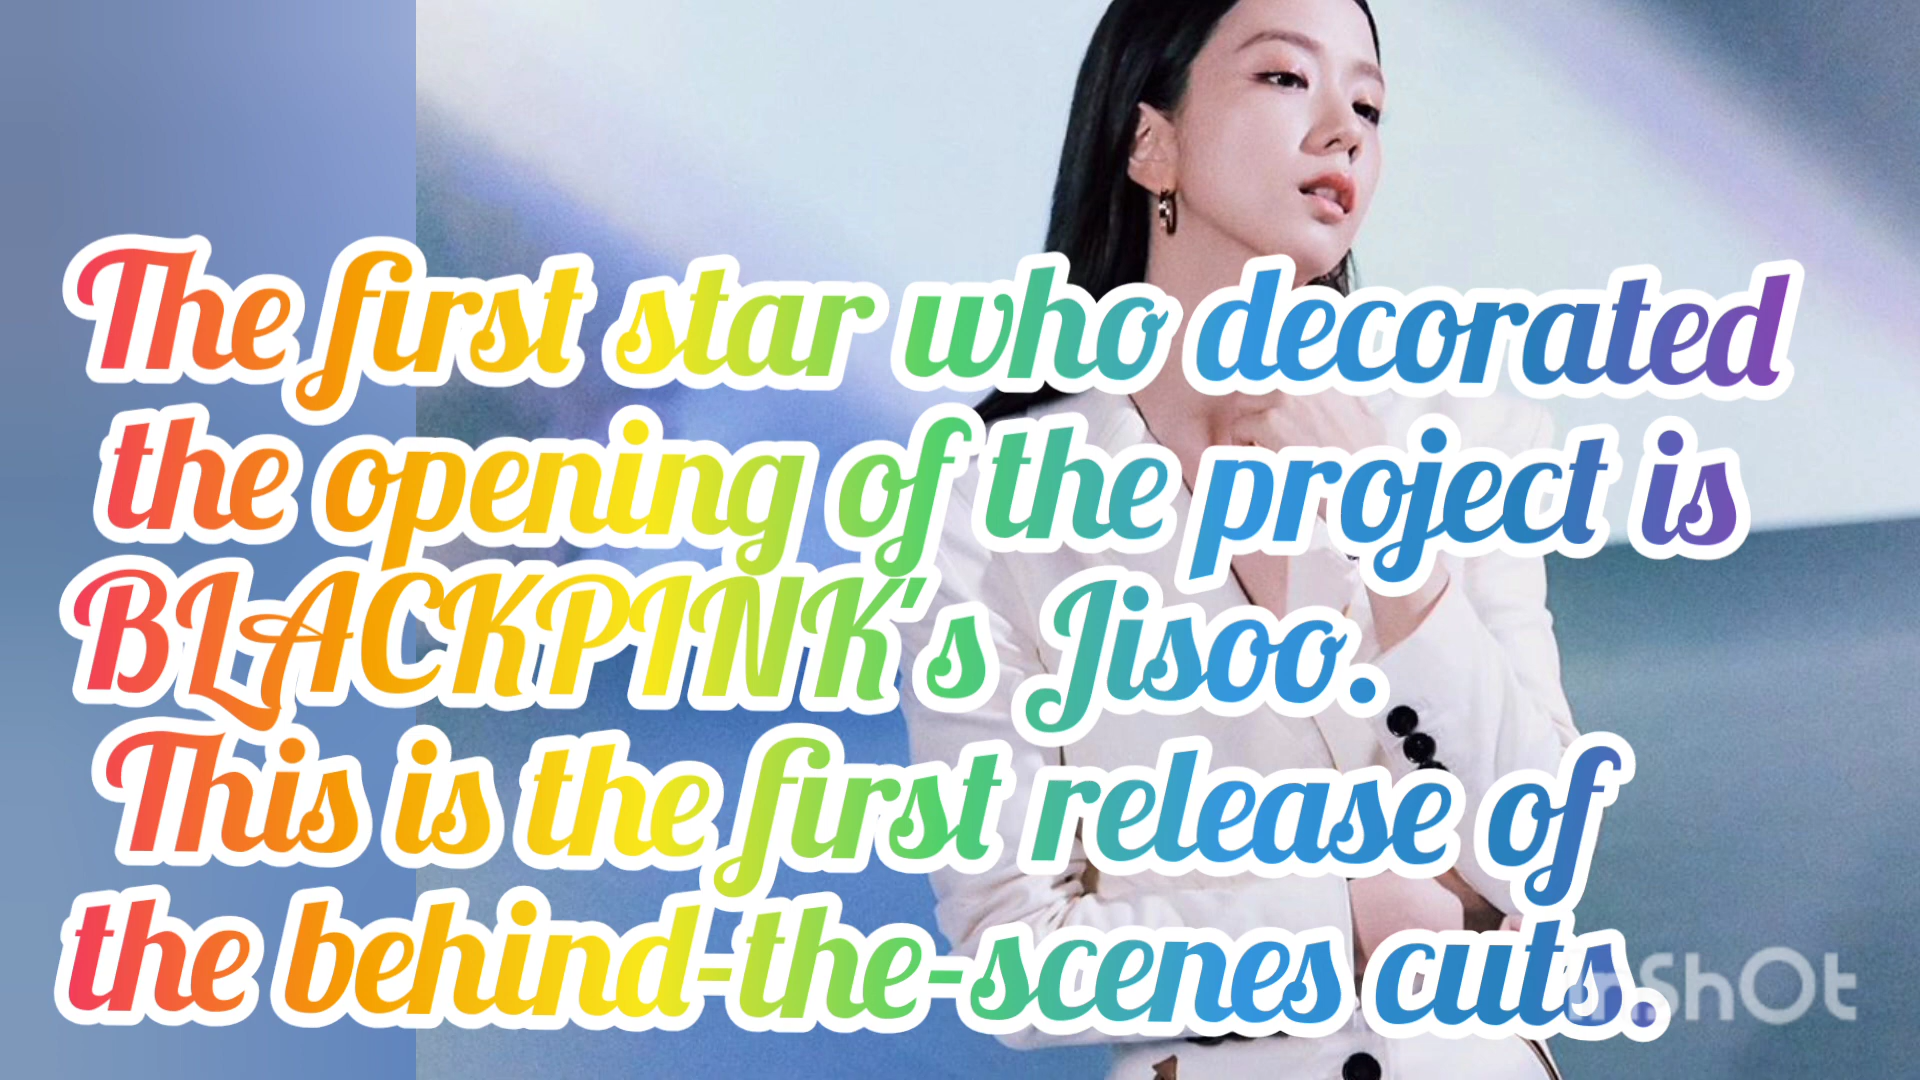 The first star who decorated
the opening of the project is
BLACKPINK's Jisoo.
This is the first release of
the behind-the-scenes cuts.
InShOt